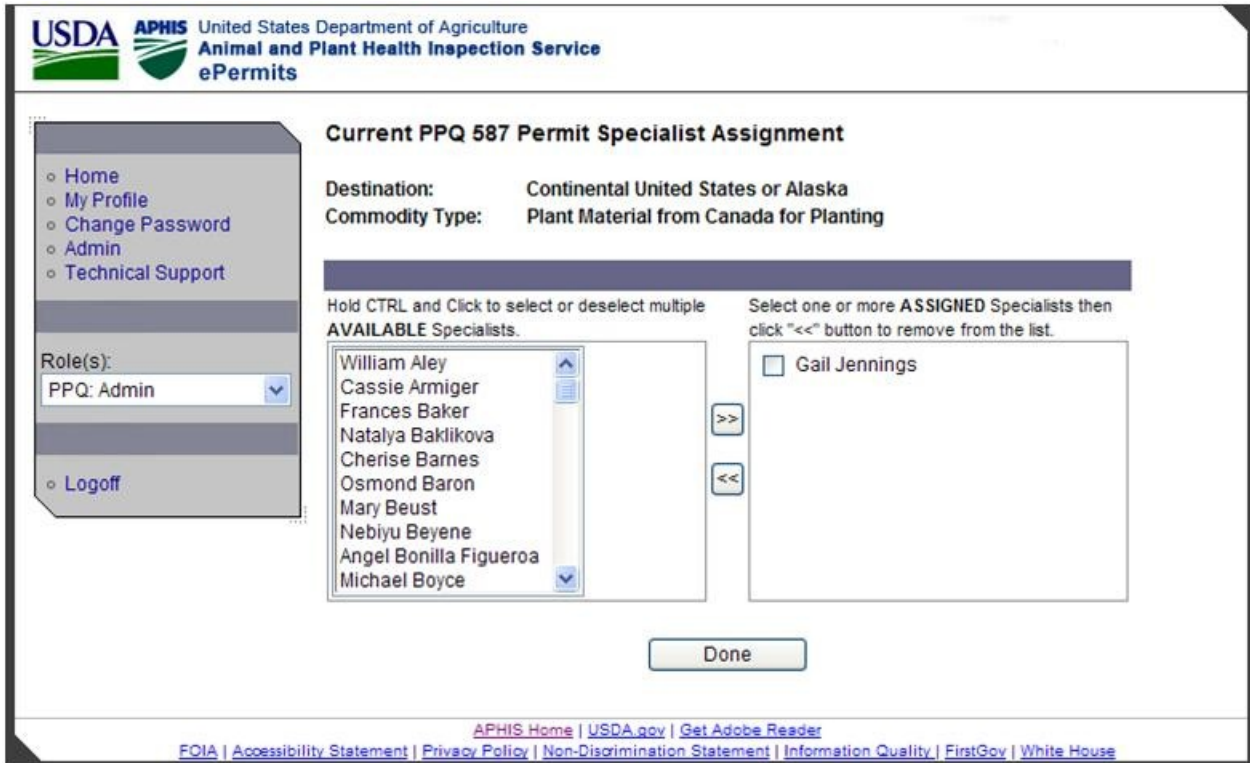 USDA APHIS United States Department of Agriculture
Animal and Plant Health Inspection Service
ePermits
Home
My Profile
Change Password
Admin
Technical Support
Role(s):
PPQ: Admin
Logoff
Current PPQ 587 Permit Specialist Assignment
Destination: Continental United States or Alaska
Commodity Type: Plant Material from Canada for Planting
Hold CTRL and Click to select or deselect multiple
AVAILABLE Specialists.
William Aley
Cassie Armiger
Frances Baker
Natalya Baklikova
Cherise Barnes
Osmond Baron
Mary Beust
Nebiyu Beyene
Angel Bonilla Figueroa
Michael Boyce
>>
<<
Select one or more ASSIGNED Specialists then
click "<<" button to remove from the list.
Gail Jennings
Done
APHIS Home | USDA.gov | Get Adobe Reader
FOIA | Accessibility Statement | Privacy Policy | Non-Discrimination Statement | Information Quality | FirstGov | White House